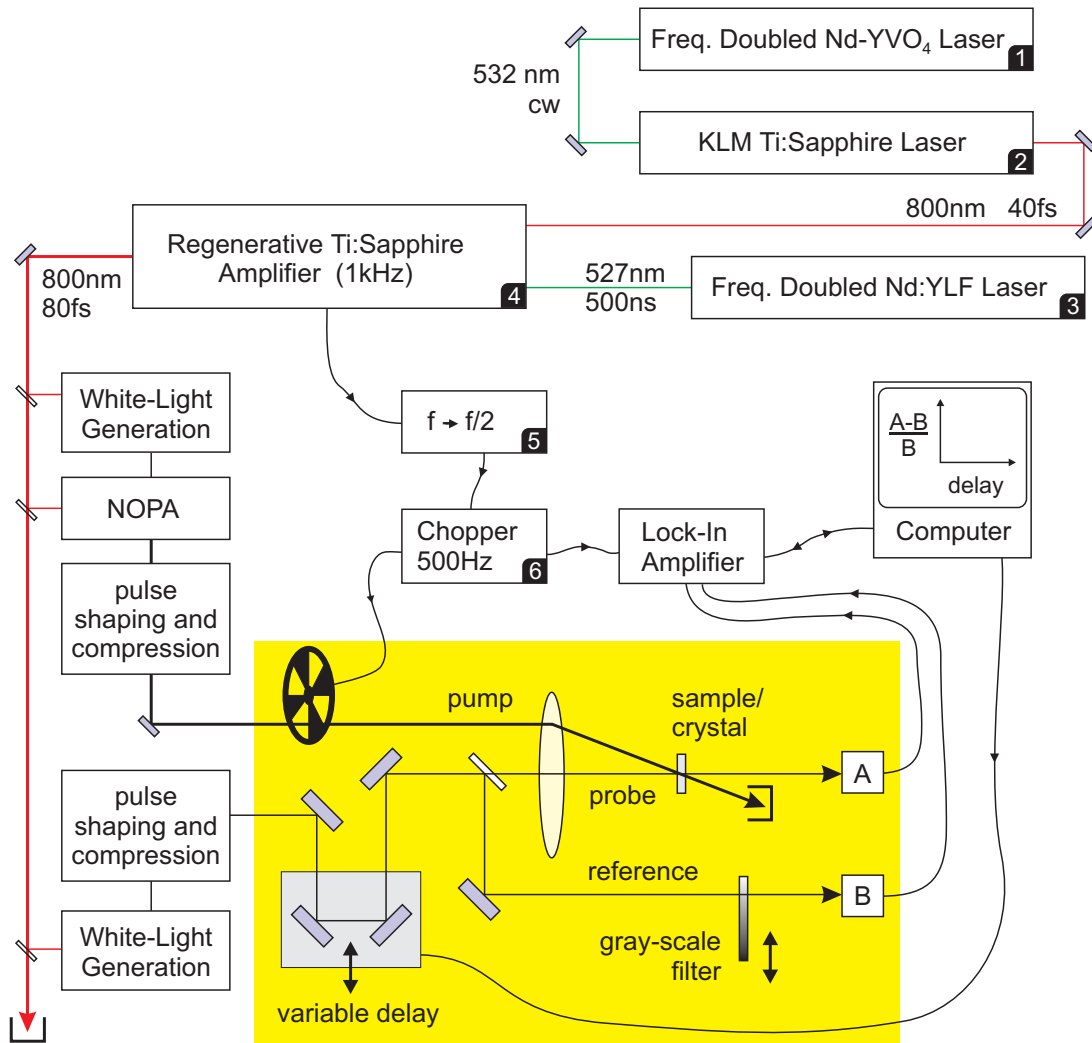 Freq. Doubled Nd-YVO₄ Laser
1
532 nm
cw
KLM Ti:Sapphire Laser
2
800nm 40fs
Regenerative Ti:Sapphire
Amplifier (1kHz)
4
800nm
80fs
527nm
500ns
Freq. Doubled Nd:YLF Laser
3
White-Light
Generation
f → f/2
5
A-B
B
delay
Computer
NOPA
Chopper
500Hz
6
Lock-In
Amplifier
pulse
shaping and
compression
pump
sample/
crystal
probe
A
pulse
shaping and
compression
reference
B
White-Light
Generation
gray-scale
filter
variable delay